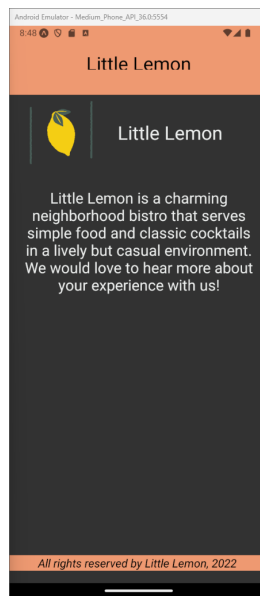 Android Emulator - Medium_Phone_API_36.0:5554
8:48
Little Lemon
Little Lemon
Little Lemon is a charming
neighborhood bistro that serves
simple food and classic cocktails
in a lively but casual environment.
We would love to hear more about
your experience with us!
All rights reserved by Little Lemon, 2022